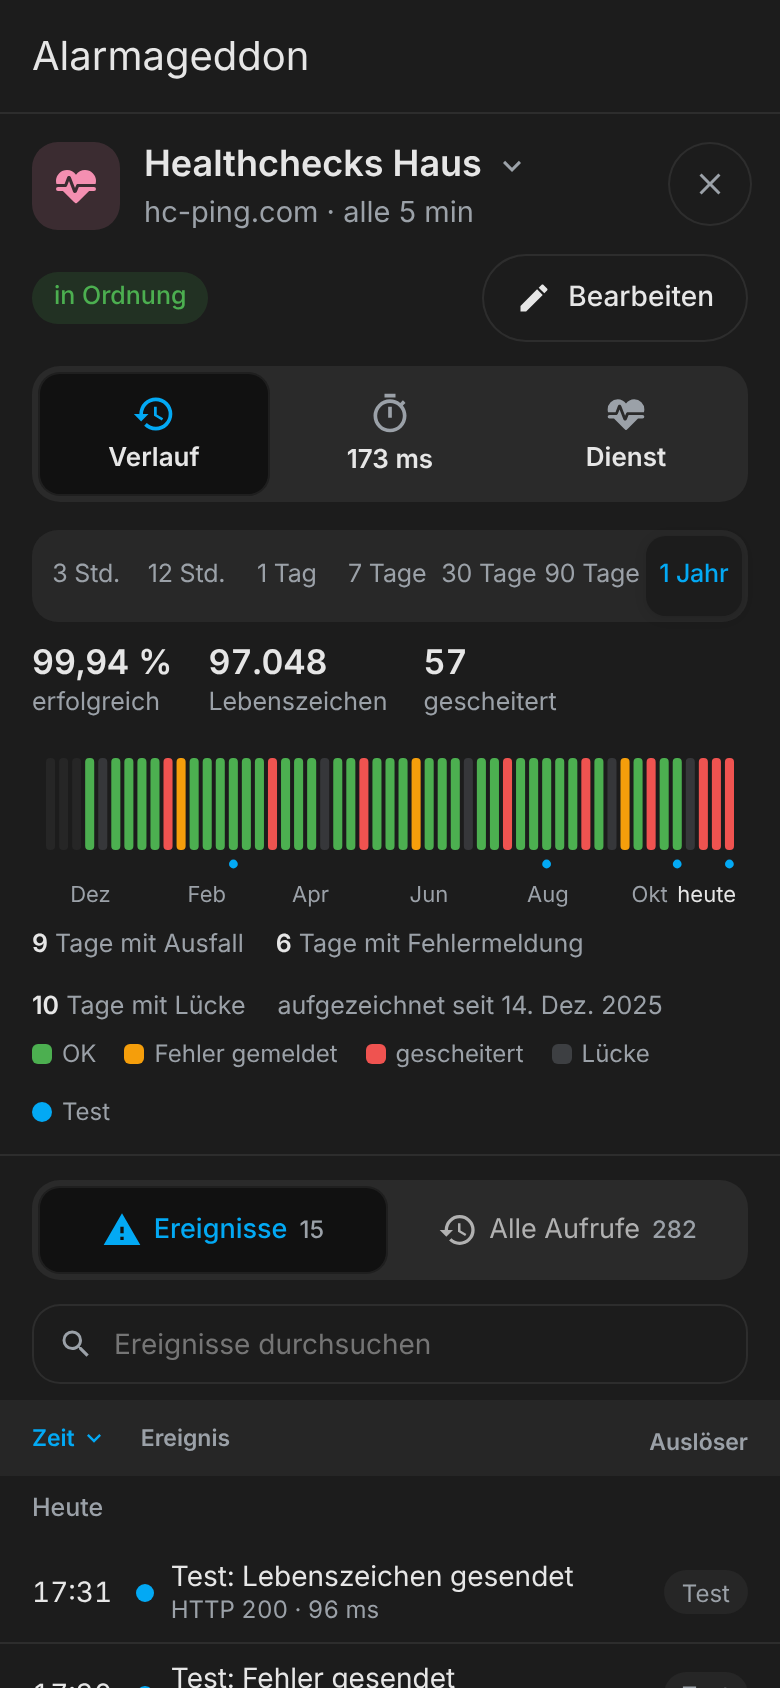 Alarmageddon
Healthchecks Haus
hc-ping.com · alle 5 min
in Ordnung
Bearbeiten
Verlauf
173 ms
Dienst
3 Std. 12 Std. 1 Tag 7 Tage 30 Tage 90 Tage 1 Jahr
99,94 % 97.048 57
erfolgreich Lebenszeichen gescheitert
Dez Feb Apr Jun Aug Okt heute
9 Tage mit Ausfall 6 Tage mit Fehlermeldung
10 Tage mit Lücke aufgezeichnet seit 14. Dez. 2025
OK Fehler gemeldet gescheitert Lücke
Test
Ereignisse 15 Alle Aufrufe 282
Ereignisse durchsuchen
Zeit Ereignis Auslöser
Heute
17:31 Test: Lebenszeichen gesendet Test
HTTP 200 · 96 ms
Test: Fehler gesendet